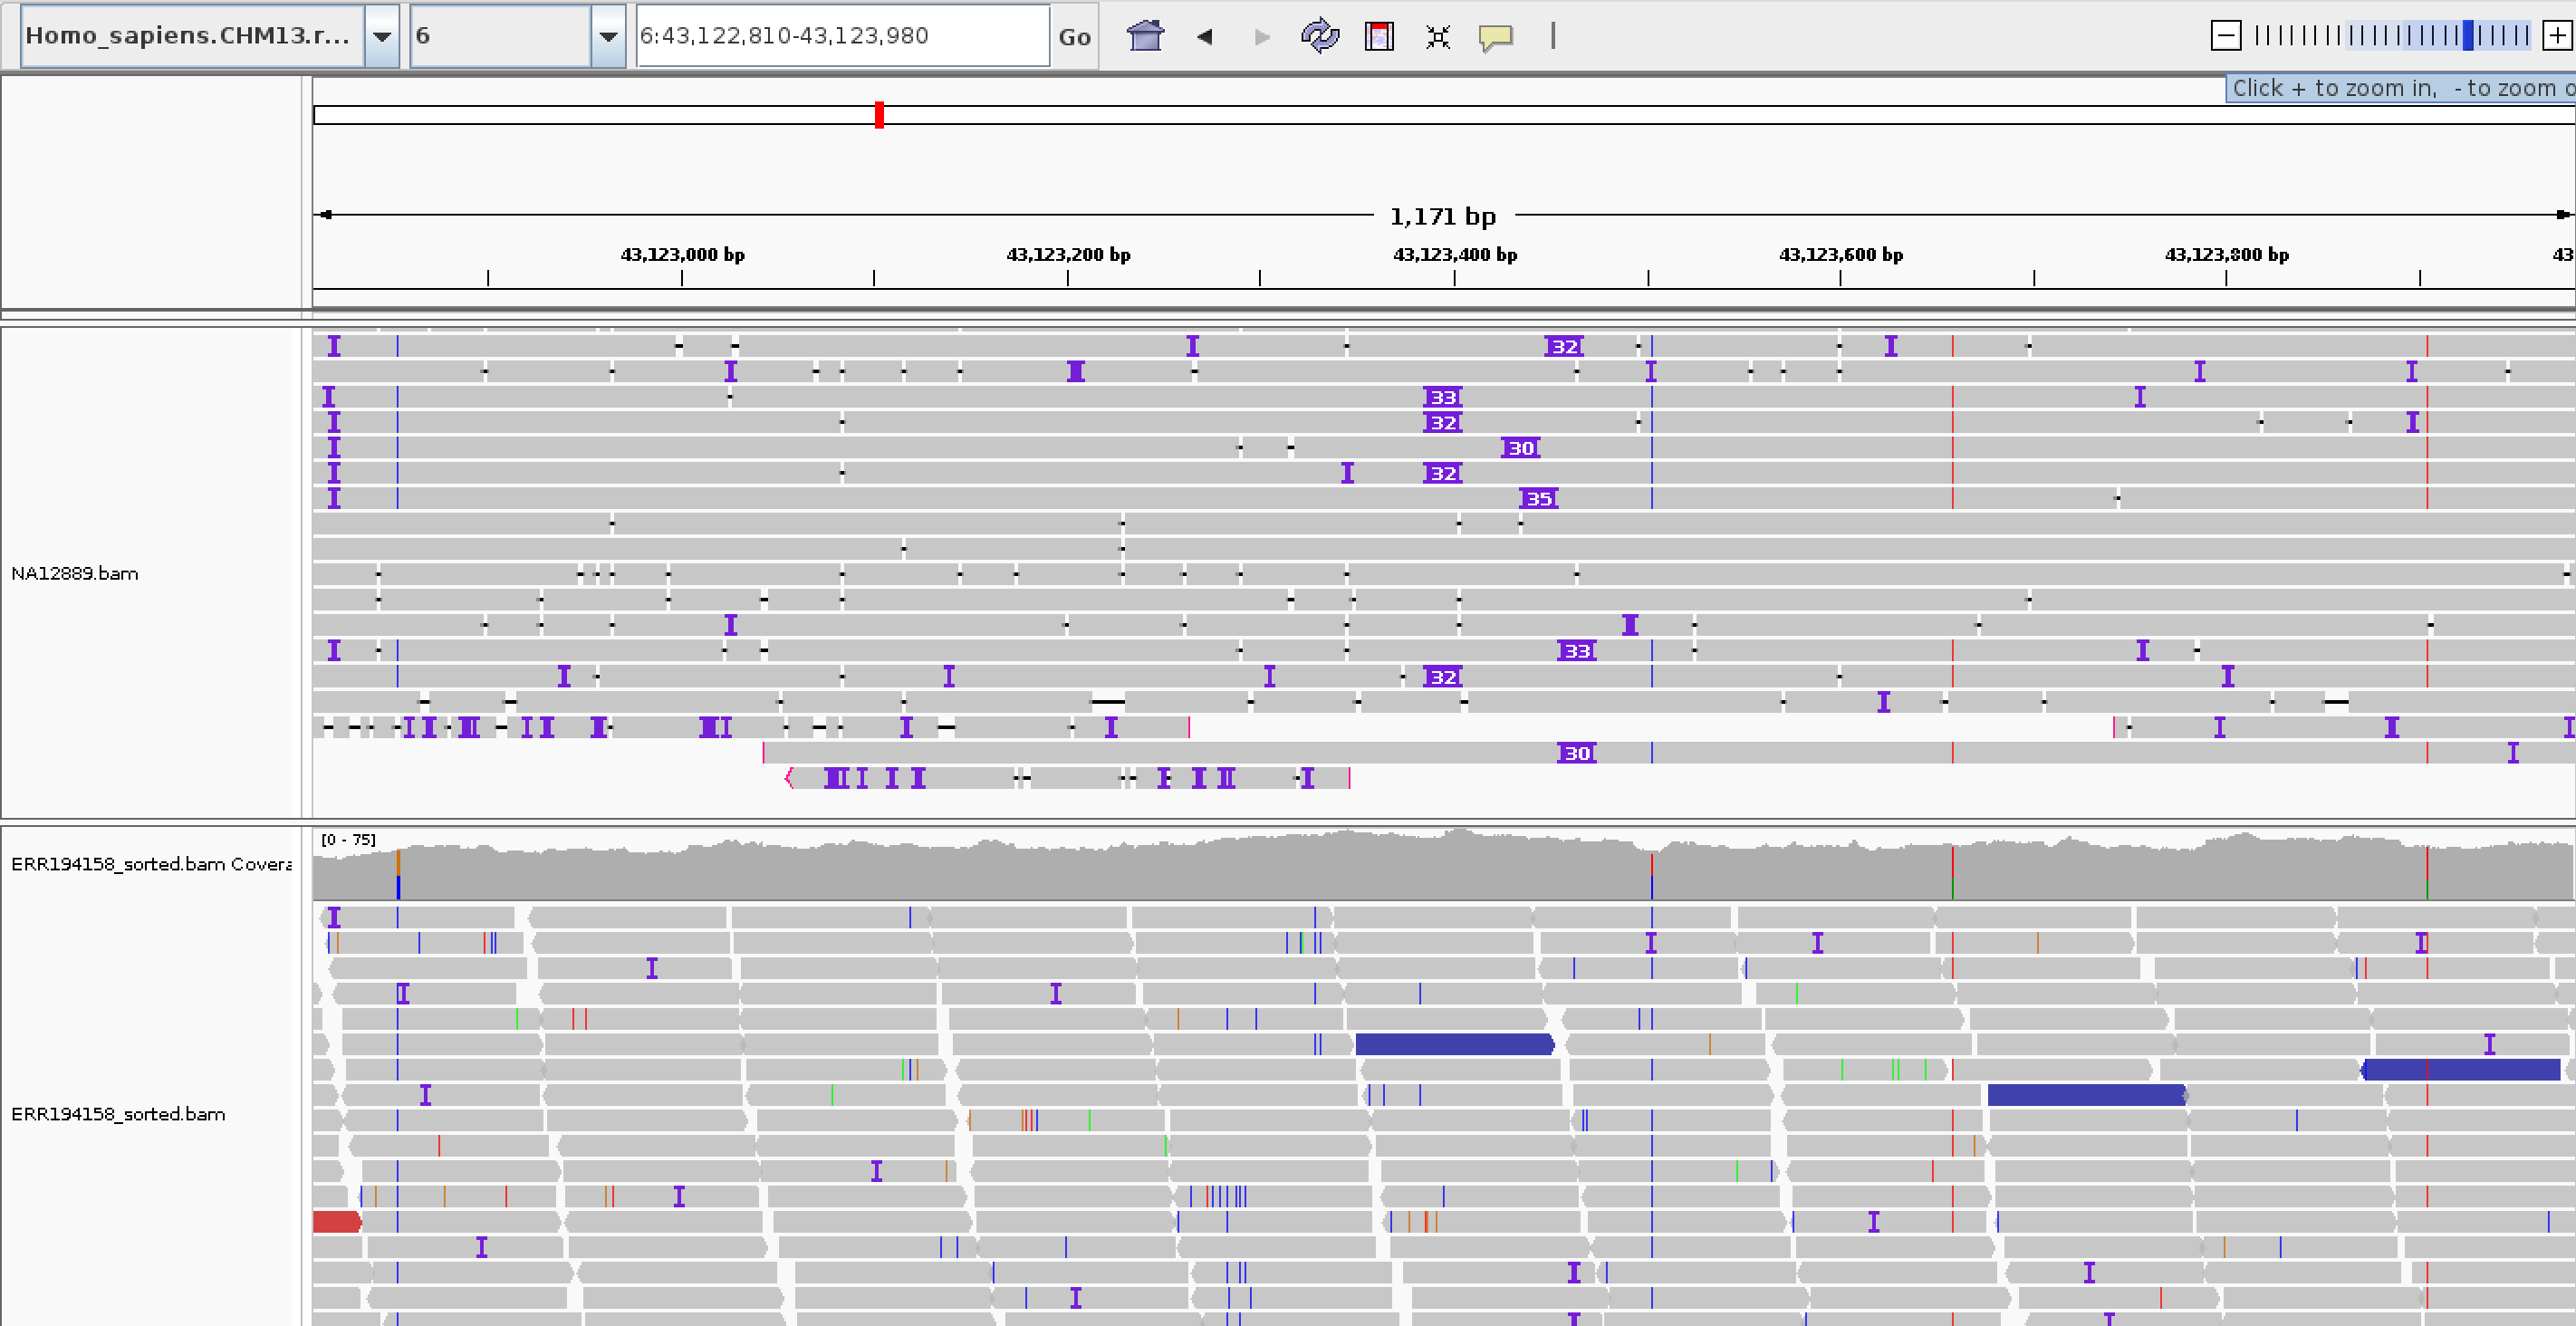 Homo_sapiens.CHM13.r... 6 6:43,122,810-43,123,980 Go
Click + to zoom in, - to zoom o
1,171 bp
43,123,000 bp 43,123,200 bp 43,123,400 bp 43,123,600 bp 43,123,800 bp 43
32
33
32
30
32
35
NA12889.bam
33
32
30
[0 - 75]
ERR194158_sorted.bam Covera
ERR194158_sorted.bam